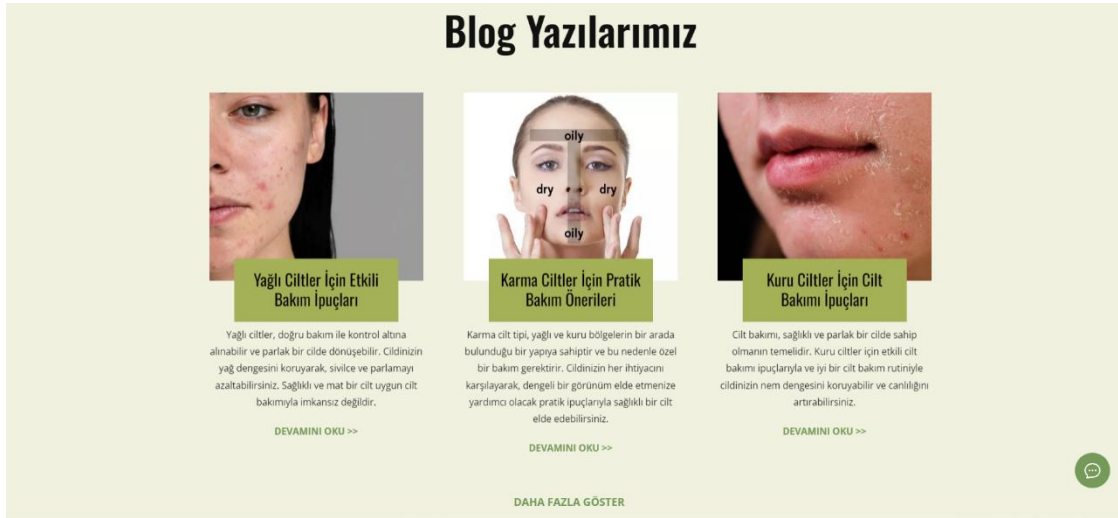 Blog Yazılarımız
oily
dry
dry
oily
Yağlı Ciltler İçin Etkili
Bakım İpuçları
Yağlı ciltler, doğru bakım ile kontrol altına
alınabilir ve parlak bir cilde dönüşebilir. Cildinizin
yağ dengesini koruyarak, sivilce ve parlamayı
azaltabilirsiniz. Sağlıklı ve mat bir cilt uygun cilt
bakımıyla imkansız değildir.
DEVAMINI OKU >>
Karma Ciltler İçin Pratik
Bakım Önerileri
Karma cilt tipi, yağlı ve kuru bölgelerin bir arada
bulunduğu bir yapıya sahiptir ve bu nedenle özel
bir bakım gerektirir. Cildinizin her ihtiyacını
karşılayarak, dengeli bir görünüm elde etmenize
yardımcı olacak pratik ipuçlarıyla sağlıklı bir cilt
elde edebilirsiniz.
DEVAMINI OKU >>
Kuru Ciltler İçin Cilt
Bakımı İpuçları
Cilt bakımı, sağlıklı ve parlak bir cilde sahip
olmanın temelidir. Kuru ciltler için etkili cilt
bakımı ipuçlarıyla ve iyi bir cilt bakım rutiniyle
cildinizin nem dengesini koruyabilir ve canlılığını
artırabilirsiniz.
DEVAMINI OKU >>
DAHA FAZLA GÖSTER